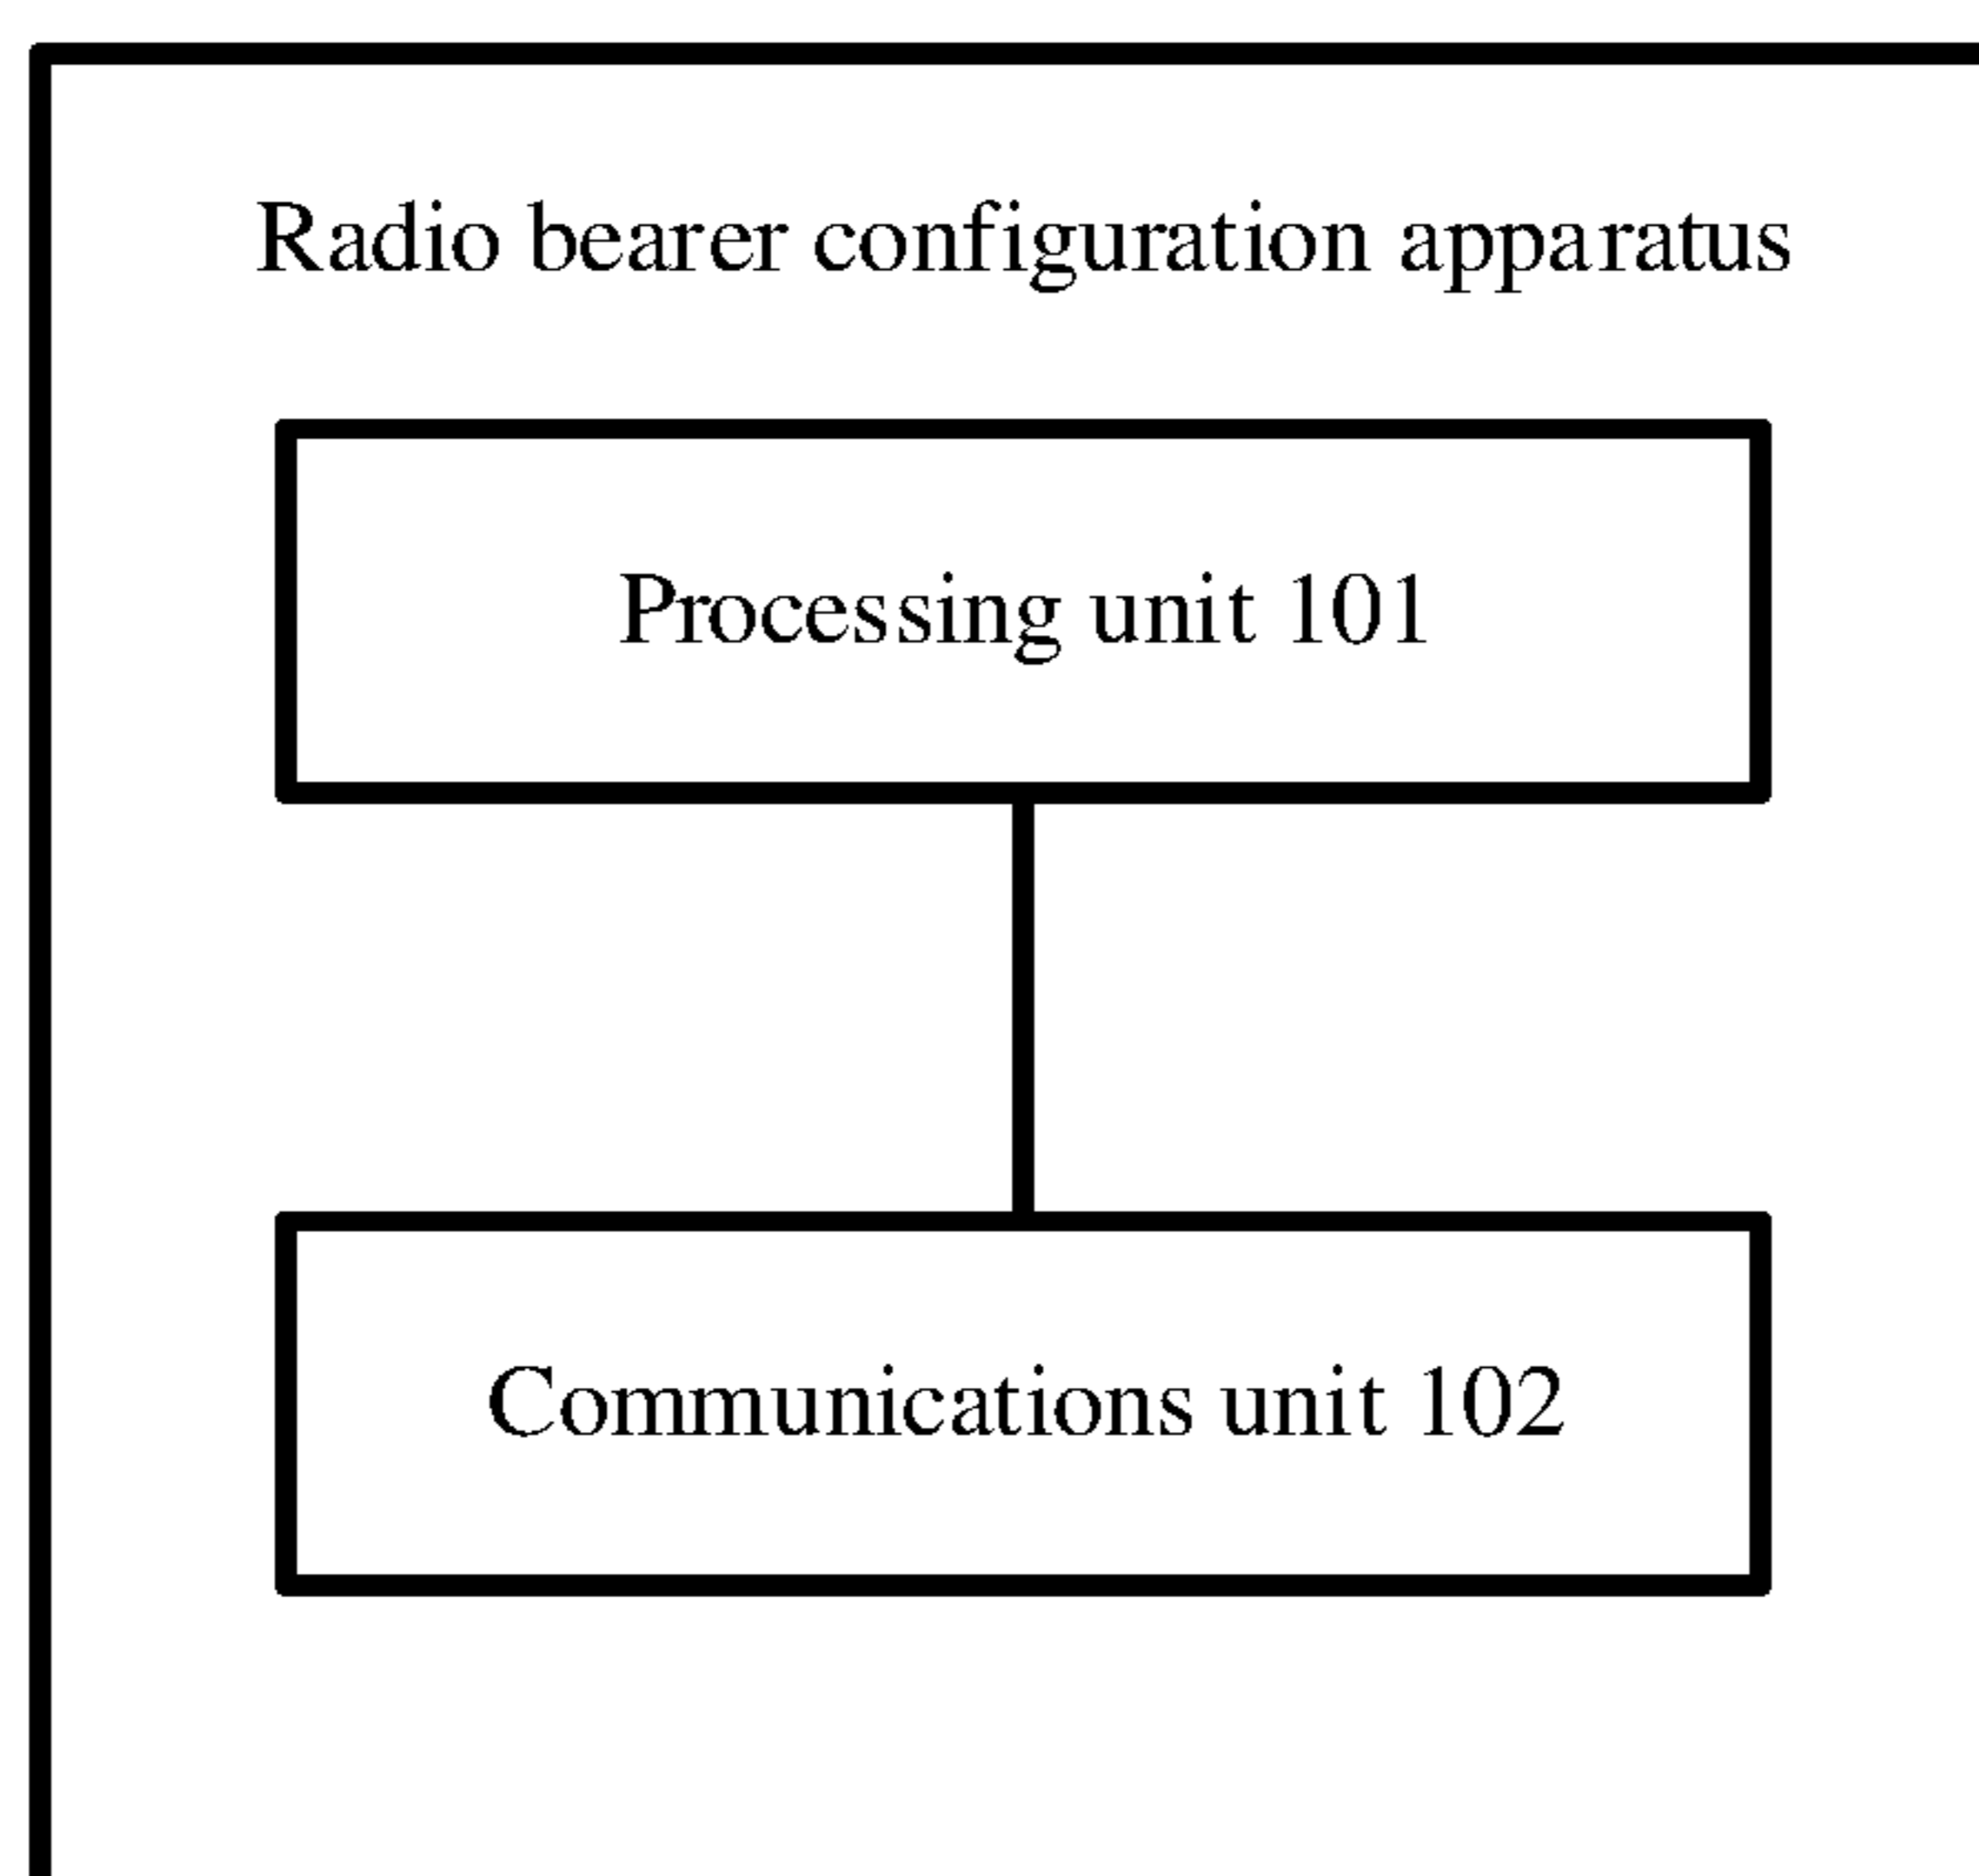 Radio bearer configuration apparatus
Processing unit 101
Communications unit 102